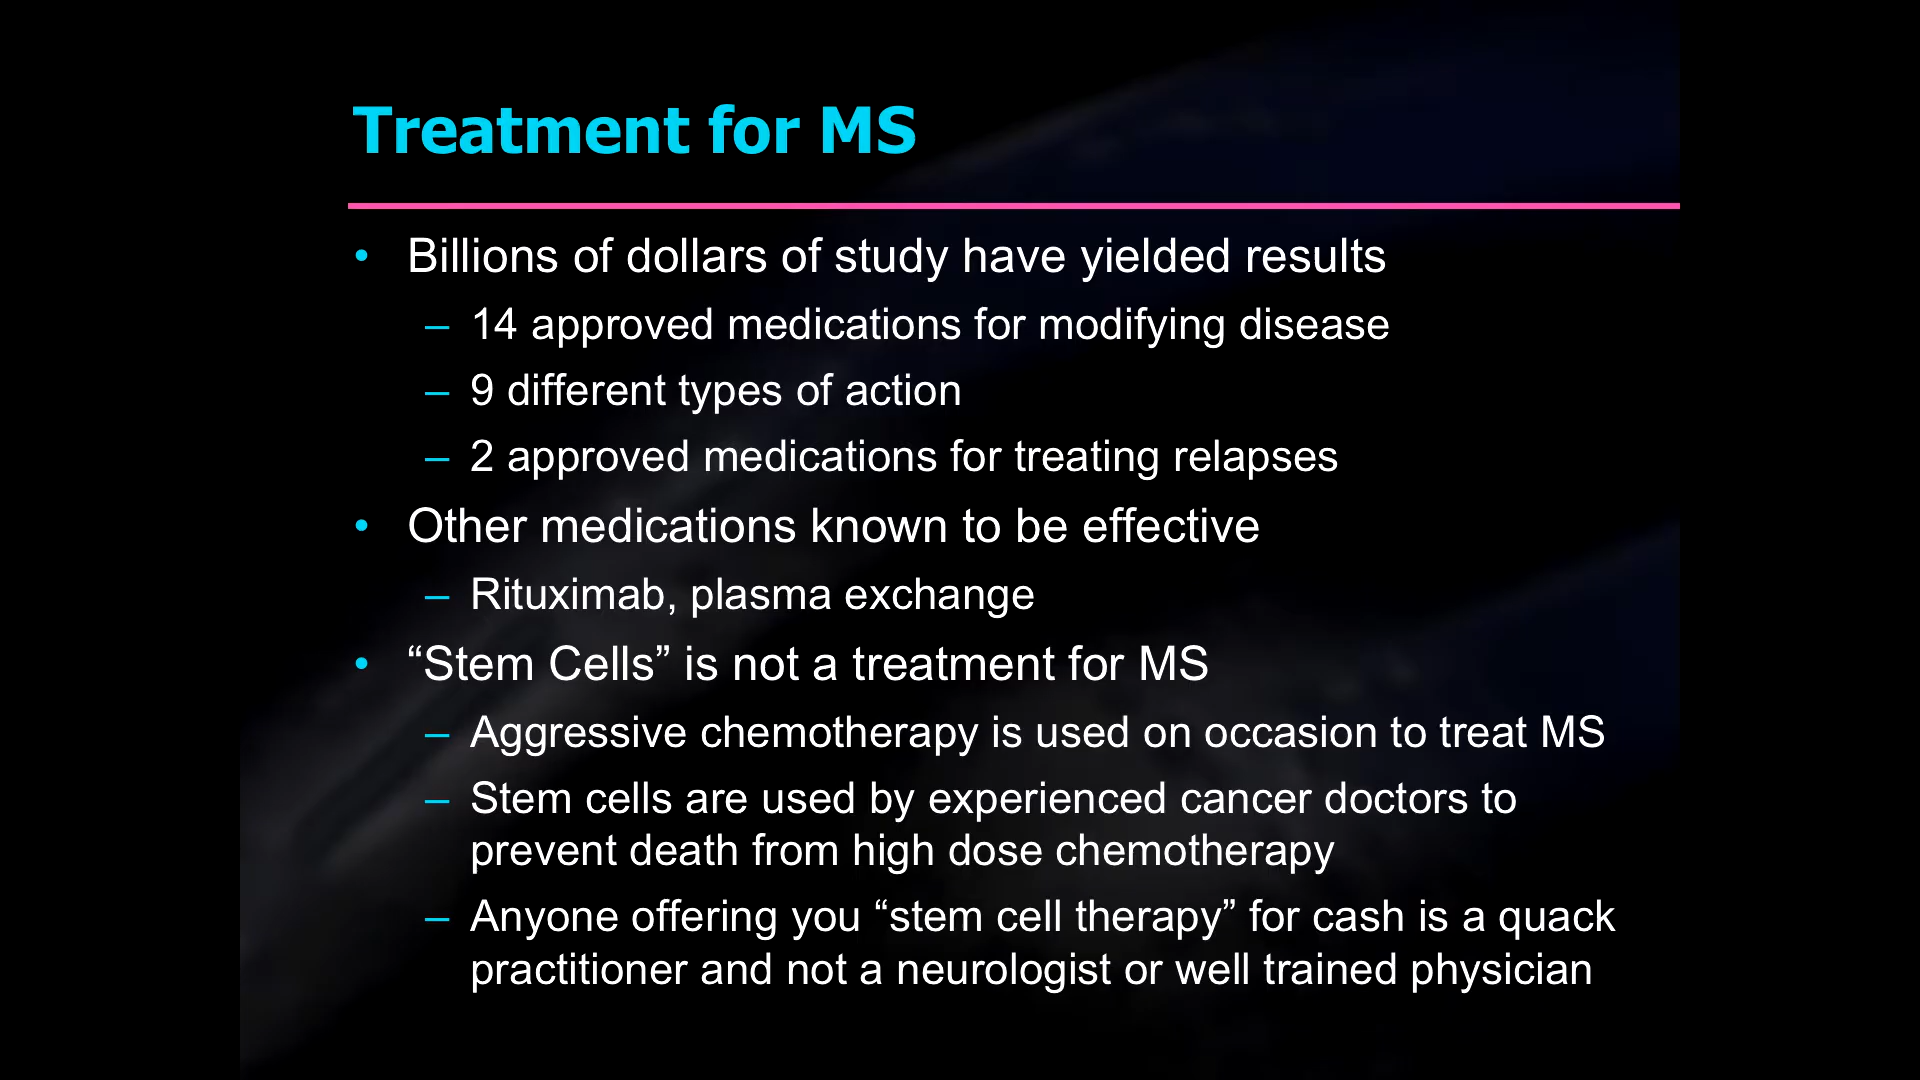 Treatment for MS
• Billions of dollars of study have yielded results
– 14 approved medications for modifying disease
– 9 different types of action
– 2 approved medications for treating relapses
• Other medications known to be effective
– Rituximab, plasma exchange
• “Stem Cells” is not a treatment for MS
– Aggressive chemotherapy is used on occasion to treat MS
– Stem cells are used by experienced cancer doctors to
prevent death from high dose chemotherapy
– Anyone offering you “stem cell therapy” for cash is a quack
practitioner and not a neurologist or well trained physician